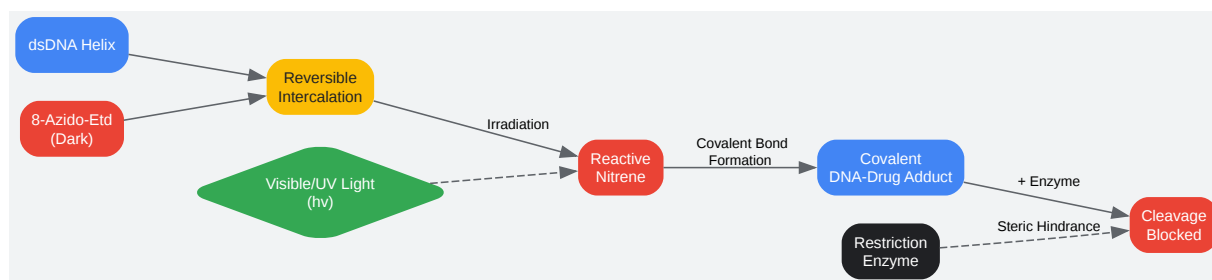 dsDNA Helix
8-Azido-Etd
(Dark)
Reversible
Intercalation
Irradiation
Visible/UV Light
(hv)
Reactive
Nitrene
Covalent Bond
Formation
Covalent
DNA-Drug Adduct
+ Enzyme
Steric Hindrance
Restriction
Enzyme
Cleavage
Blocked